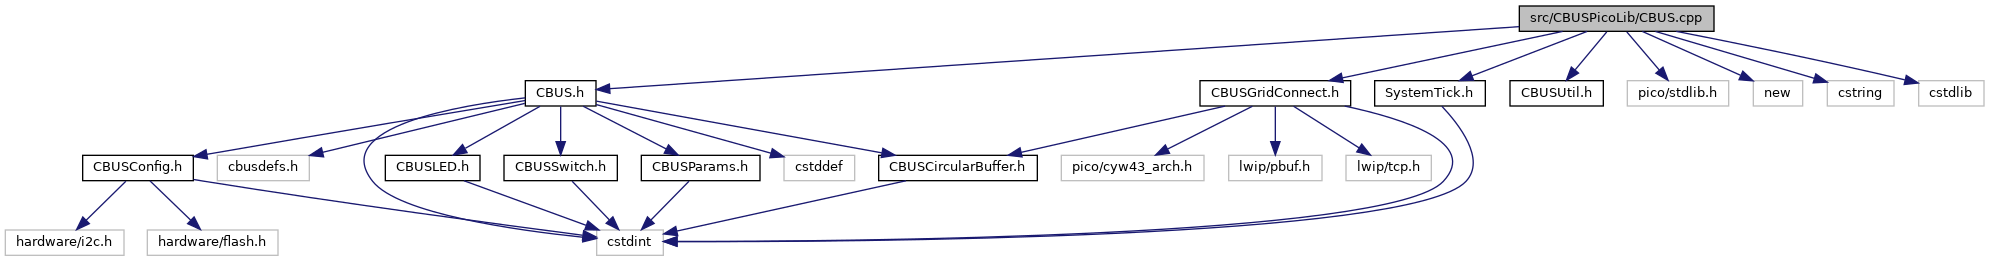 src/CBUSPicoLib/CBUS.cpp
CBUS.h
CBUSGridConnect.h
SystemTick.h
CBUSUtil.h
pico/stdlib.h
new
cstring
cstdlib
CBUSConfig.h
cbusdefs.h
CBUSLED.h
CBUSSwitch.h
CBUSParams.h
cstddef
CBUSCircularBuffer.h
pico/cyw43_arch.h
lwip/pbuf.h
lwip/tcp.h
hardware/i2c.h
hardware/flash.h
cstdint